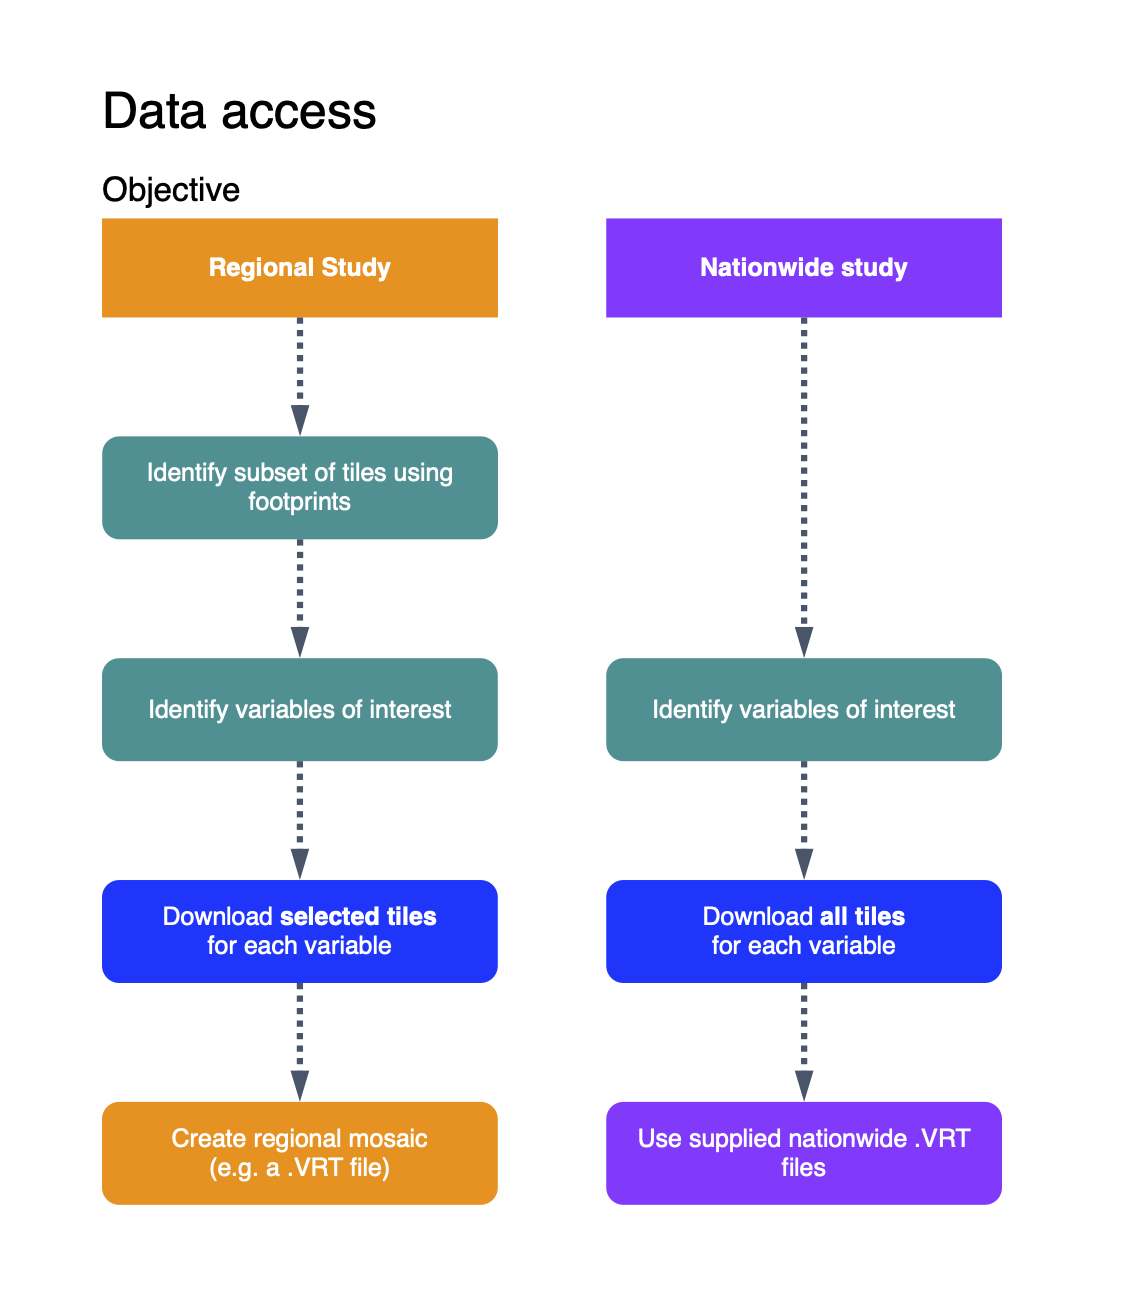 Data access
Objective
Regional Study
Nationwide study
Identify subset of tiles using
footprints
Identify variables of interest
Identify variables of interest
Download selected tiles
for each variable
Download all tiles
for each variable
Create regional mosaic
(e.g. a .VRT file)
Use supplied nationwide .VRT
files